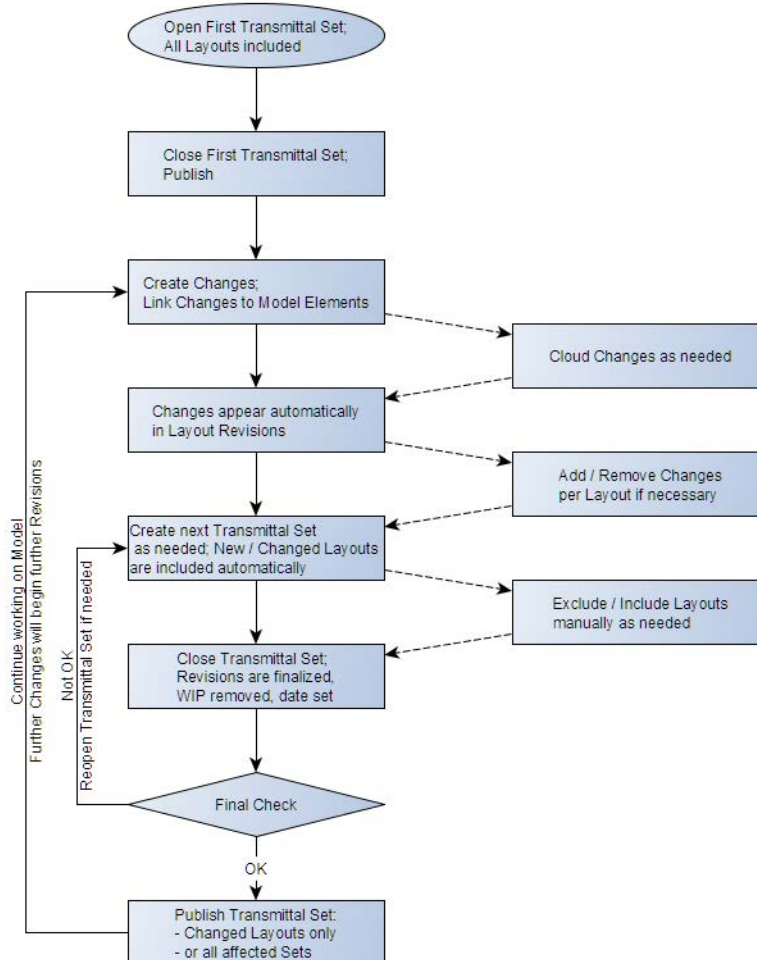 Open First Transmittal Set;
All Layouts included
Close First Transmittal Set;
Publish
Create Changes;
Link Changes to Model Elements
Cloud Changes as needed
Changes appear automatically
in Layout Revisions
Add / Remove Changes
per Layout if necessary
Create next Transmittal Set
as needed; New / Changed Layouts
are included automatically
Exclude / Include Layouts
manually as needed
Close Transmittal Set;
Revisions are finalized,
WIP removed, date set
Continue working on Model
Further Changes will begin further Revisions
Not OK
Reopen Transmittal Set if needed
Final Check
OK
Publish Transmittal Set:
- Changed Layouts only
- or all affected Sets